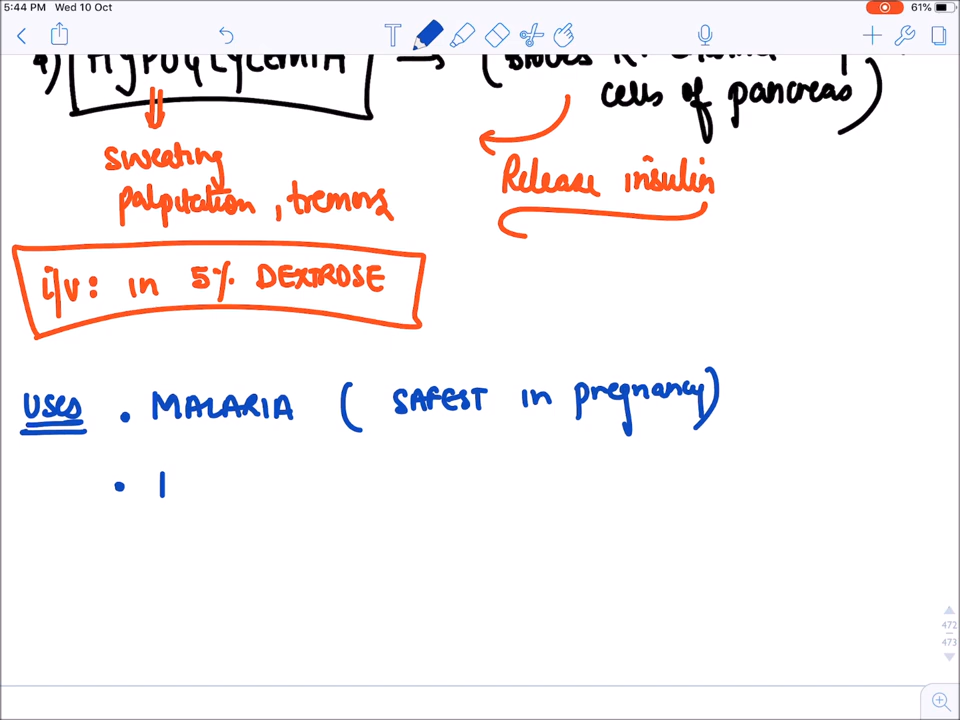 5:44 PM Wed 10 Oct
61%
T
HYPOGLYCEMIA → (
cells of pancreas)
sweating
palpitation, tremors
Release insulin
i/v: in 5% DEXTROSE
USES • MALARIA ( SAFEST in pregnancy)
•
472
473